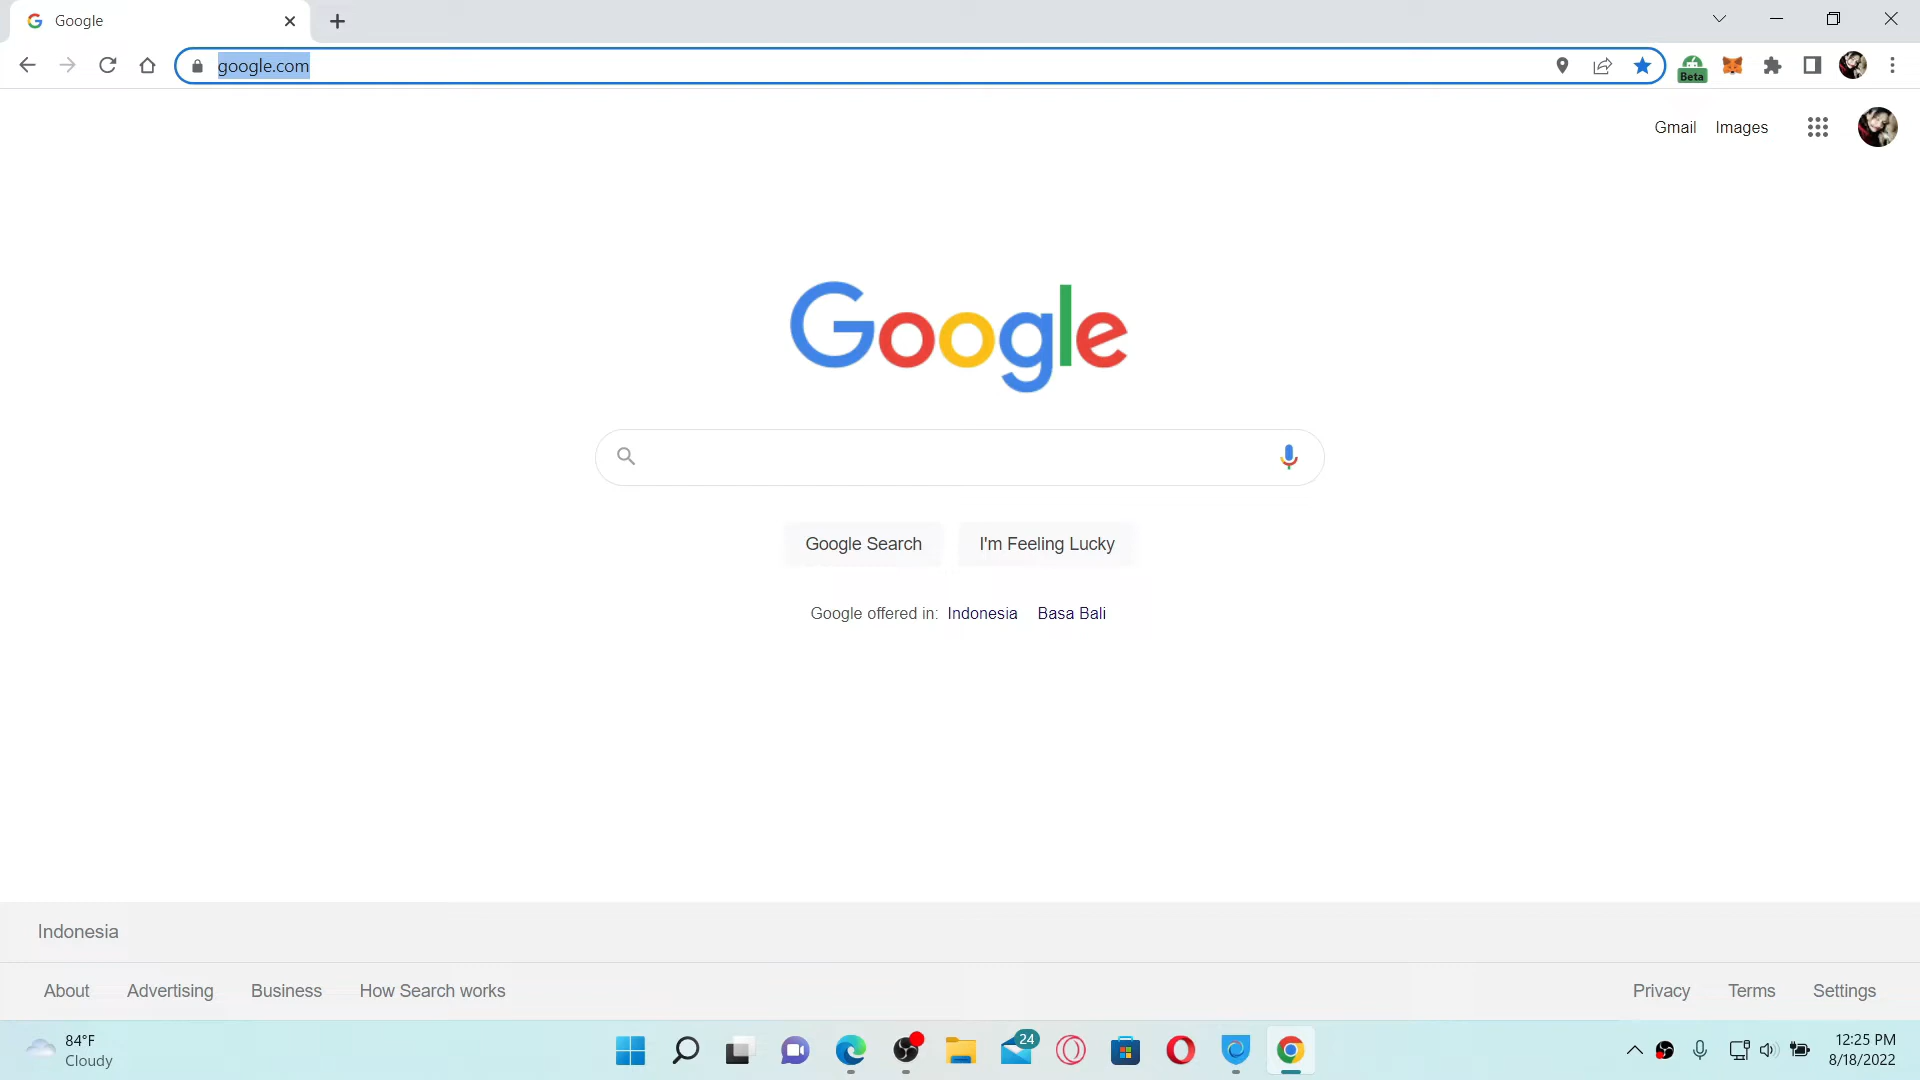 Google
google.com
Beta
Gmail Images
Google
Google Search I'm Feeling Lucky
Google offered in: Indonesia Basa Bali
Indonesia
About Advertising Business How Search works Privacy Terms Settings
84°F
Cloudy
24
12:25 PM
8/18/2022